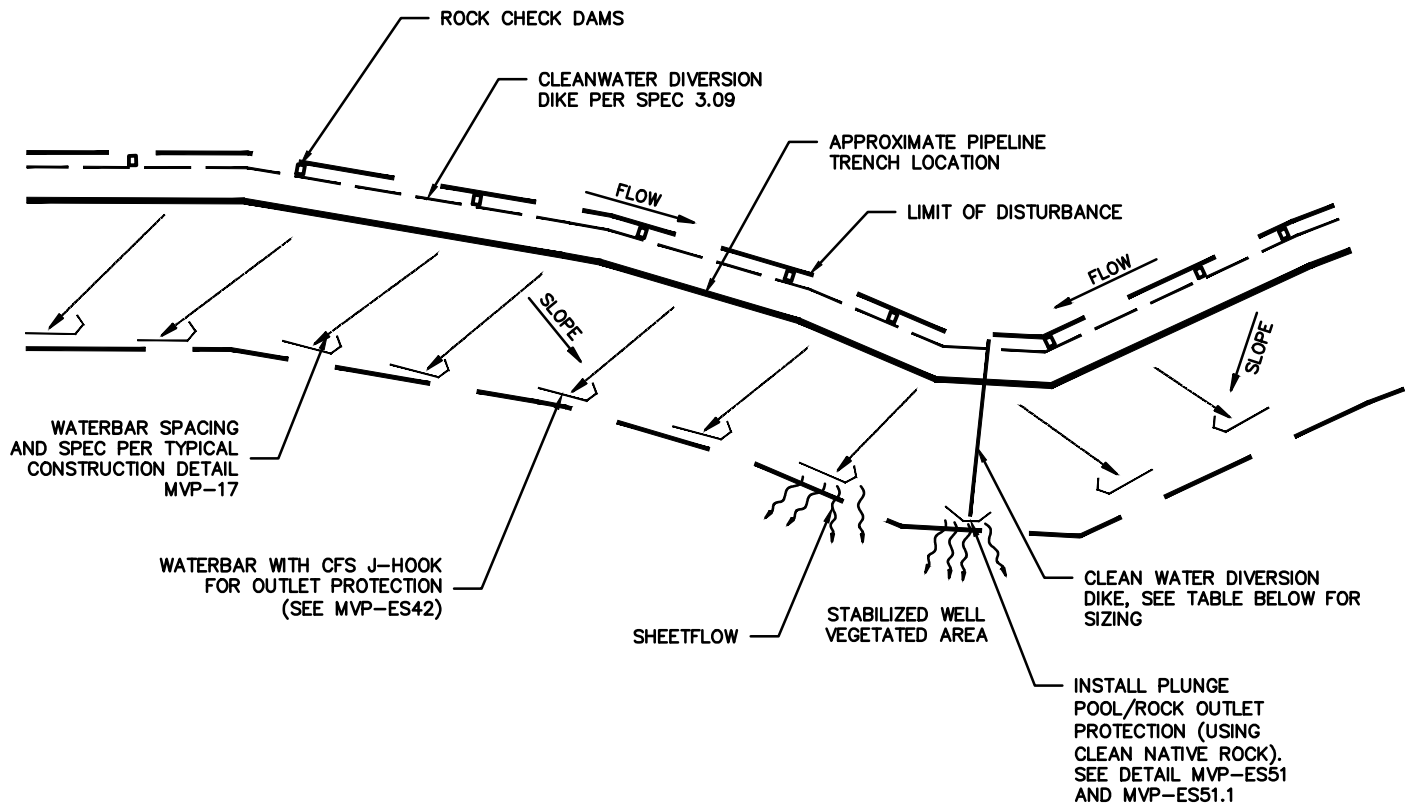 ROCK CHECK DAMS
CLEANWATER DIVERSION
DIKE PER SPEC 3.09
APPROXIMATE PIPELINE
TRENCH LOCATION
FLOW
LIMIT OF DISTURBANCE
FLOW
SLOPE
SLOPE
WATERBAR SPACING
AND SPEC PER TYPICAL
CONSTRUCTION DETAIL
MVP-17
WATERBAR WITH CFS J-HOOK
FOR OUTLET PROTECTION
(SEE MVP-ES42)
SHEETFLOW
STABILIZED WELL
VEGETATED AREA
CLEAN WATER DIVERSION
DIKE, SEE TABLE BELOW FOR
SIZING
INSTALL PLUNGE
POOL/ROCK OUTLET
PROTECTION (USING
CLEAN NATIVE ROCK).
SEE DETAIL MVP-ES51
AND MVP-ES51.1